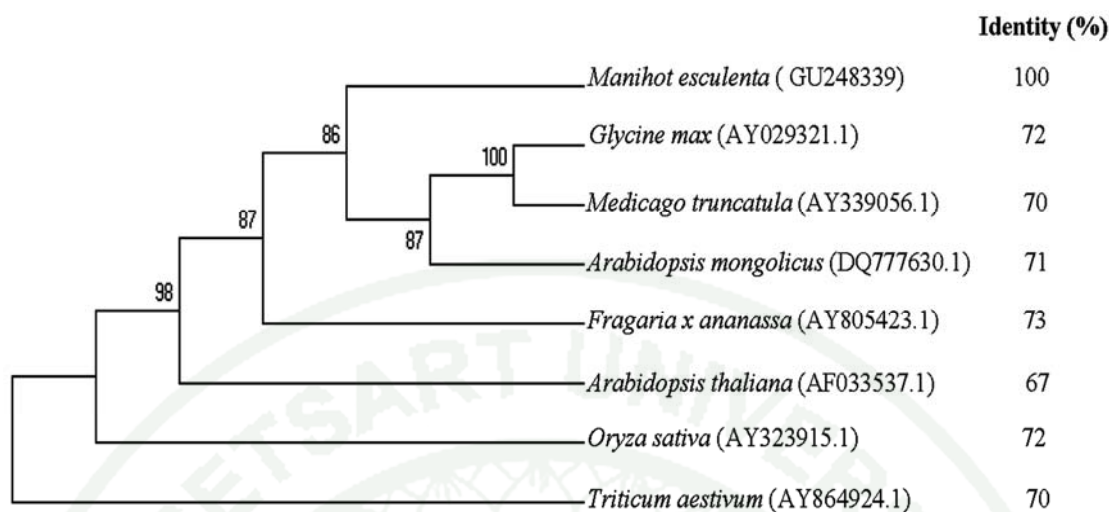 Identity (%)
Manihot esculenta ( GU248339) 100
86
Glycine max (AY029321.1) 72
100
Medicago truncatula (AY339056.1) 70
87
87
Arabidopsis mongolicus (DQ777630.1) 71
98
Fragaria x ananassa (AY805423.1) 73
Arabidopsis thaliana (AF033537.1) 67
Oryza sativa (AY323915.1) 72
Triticum aestivum (AY864924.1) 70